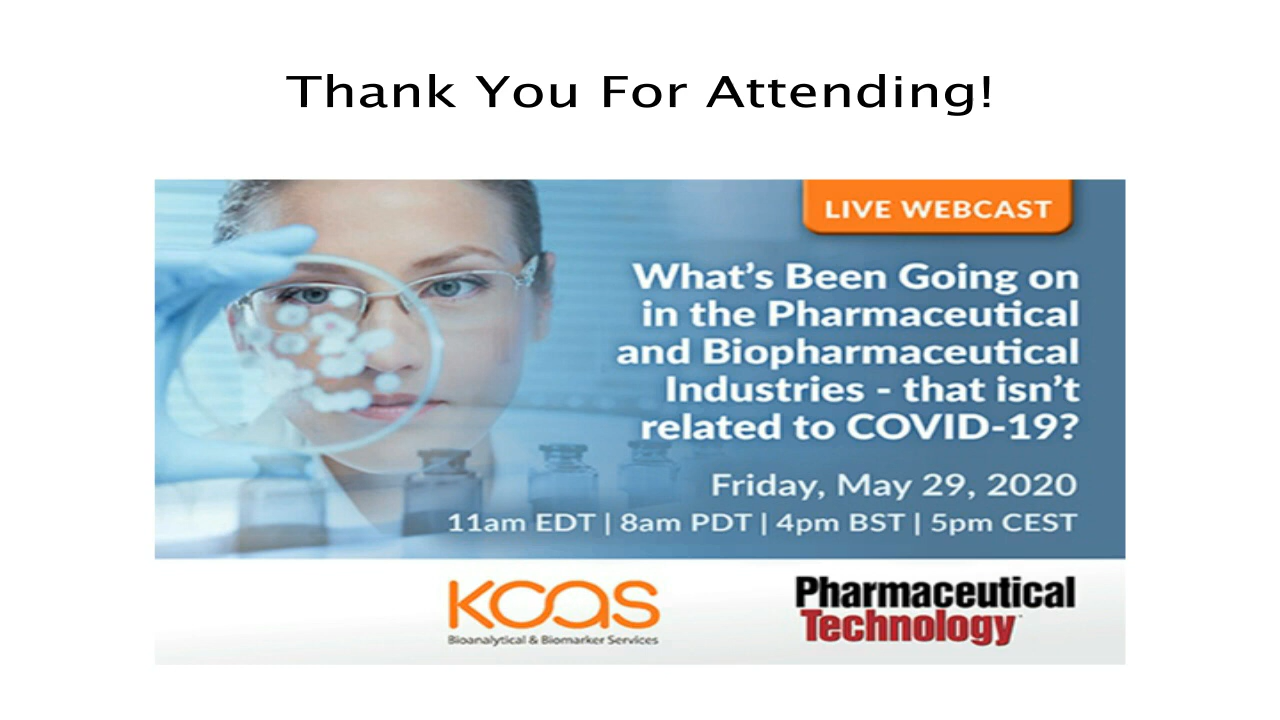 Thank You For Attending!
LIVE WEBCAST
What's Been Going on
in the Pharmaceutical
and Biopharmaceutical
Industries - that isn't
related to COVID-19?
Friday, May 29, 2020
11am EDT | 8am PDT | 4pm BST | 5pm CEST
KCAS
Bioanalytical & Biomarker Services
Pharmaceutical
Technology